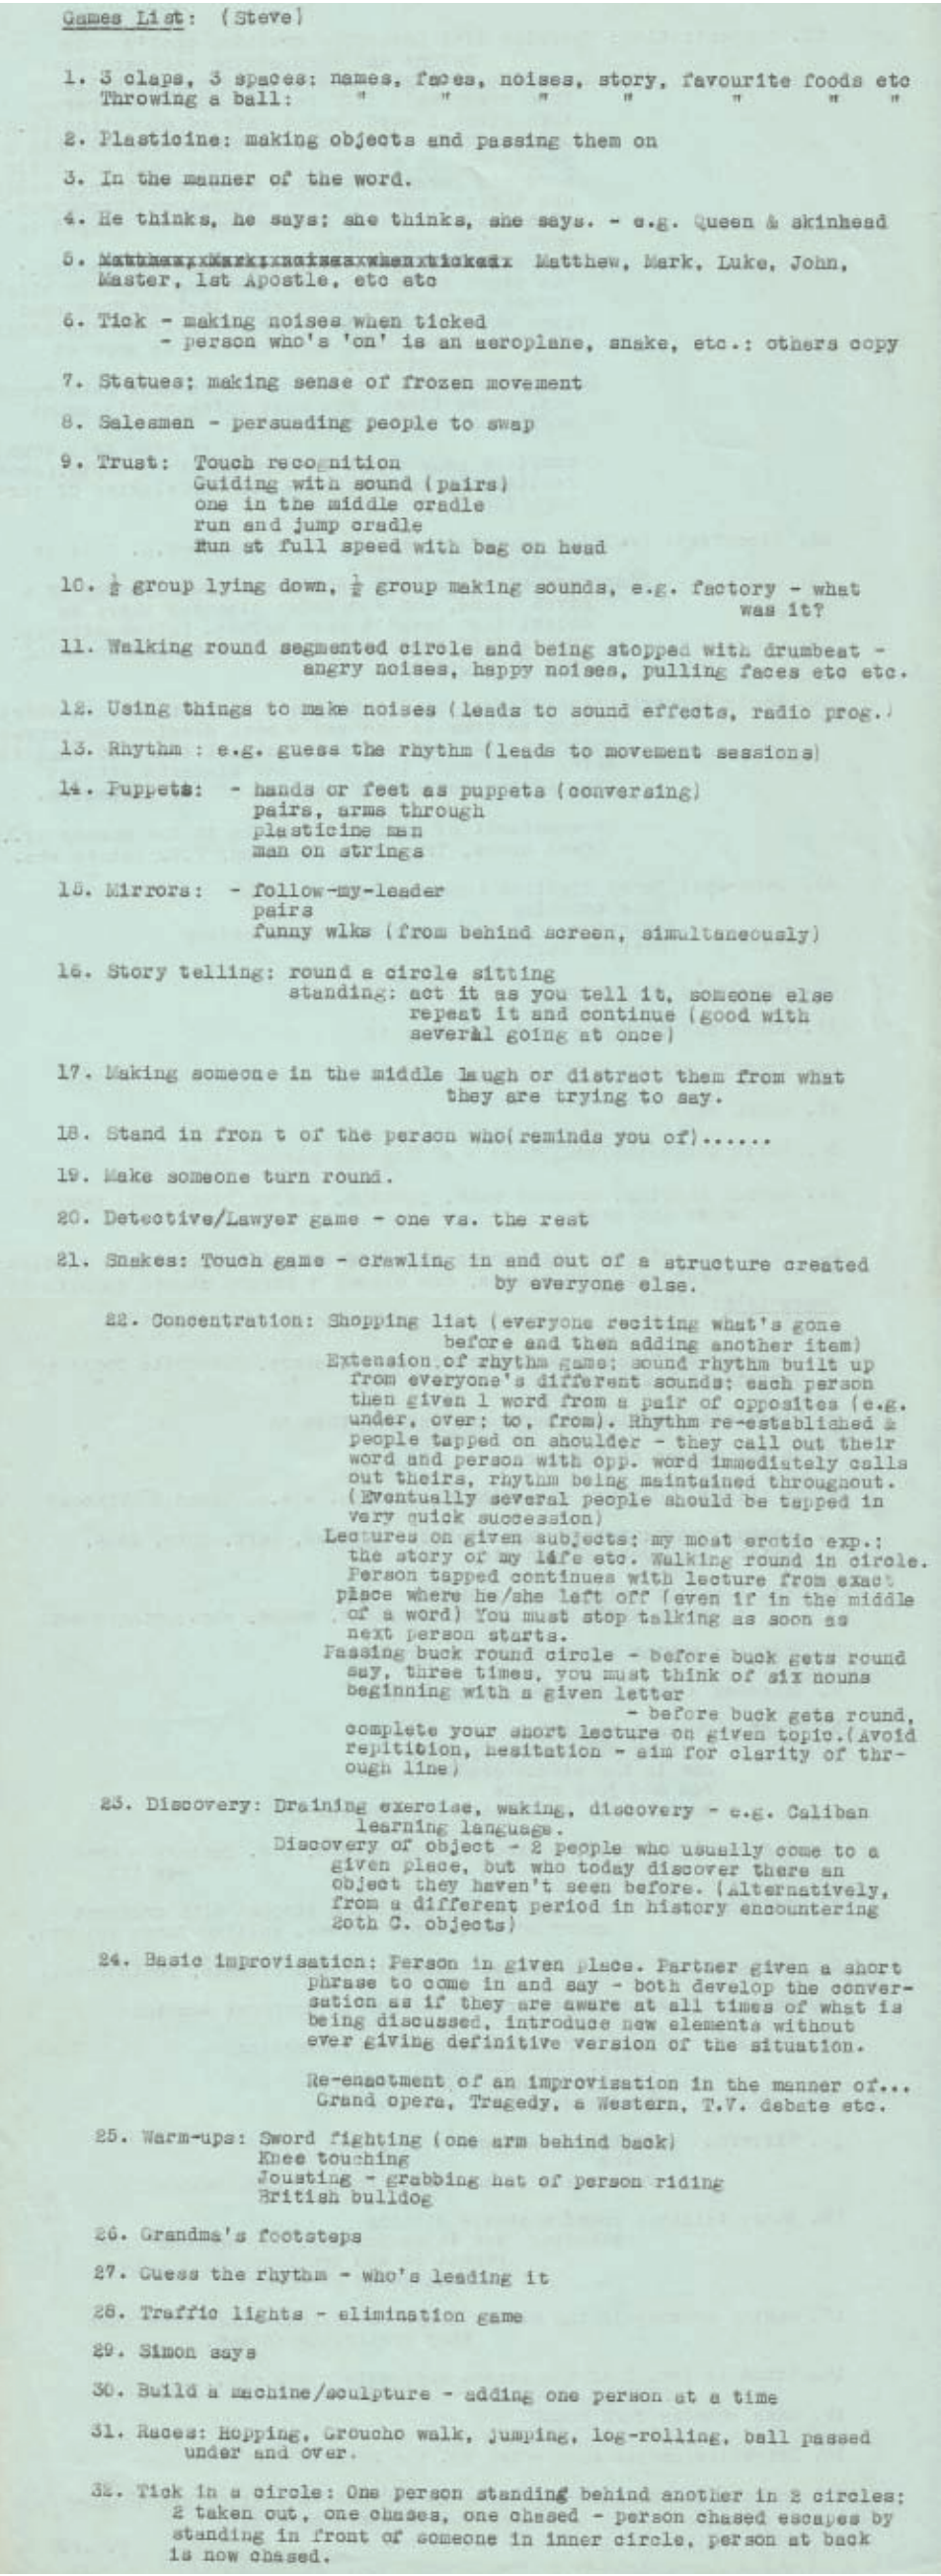 Games List: (Steve)
1. 3 claps, 3 spaces: names, faces, noises, story, favourite foods etc
Throwing a ball: " " " " " " "
2. Plasticine: making objects and passing them on
3. In the manner of the word.
4. He thinks, he says; she thinks, she says. - e.g. Queen & skinhead
5. Matthew, Mark, Luke, John,
Master, 1st Apostle, etc etc
6. Tick - making noises when ticked
- person who's 'on' is an aeroplane, snake, etc.: others copy
7. Statues; making sense of frozen movement
8. Salesman - persuading people to swap
9. Trust: Touch recognition
Guiding with sound (pairs)
one in the middle cradle
run and jump cradle
Run at full speed with bag on head
10. ½ group lying down, ½ group making sounds, e.g. factory - what
was it?
11. Walking round segmented circle and being stopped with drumbeat -
angry noises, happy noises, pulling faces etc etc.
12. Using things to make noises (leads to sound effects, radio prog.)
13. Rhythm : e.g. guess the rhythm (leads to movement sessions)
14. Puppets: - hands or feet as puppets (conversing)
pairs, arms through
plasticine man
man on strings
15. Mirrors: - follow-my-leader
pairs
funny wlks (from behind screen, simultaneously)
16. Story telling: round a circle sitting
standing: act it as you tell it, someone else
repeat it and continue (good with
several going at once)
17. Making someone in the middle laugh or distract them from what
they are trying to say.
18. Stand in fron t of the person who(reminds you of)......
19. Make someone turn round.
20. Detective/Lawyer game - one vs. the rest
21. Snakes: Touch game - crawling in and out of a structure created
by everyone else.
22. Concentration: Shopping list (everyone reciting what's gone
before and then adding another item)
Extension of rhythm game; sound rhythm built up
from everyone's different sounds; each person
then given 1 word from a pair of opposites (e.g.
under, over; to, from). Rhythm re-established &
people tapped on shoulder - they call out their
word and person with opp. word immediately calls
out theirs, rhythm being maintained throughout.
(Eventually several people should be tapped in
very quick succession)
Lectures on given subjects; my most erotic exp.;
the story of my life etc. Walking round in circle.
Person tapped continues with lecture from exact
place where he/she left off (even if in the middle
of a word) You must stop talking as soon as
next person starts.
Passing buck round circle - before buck gets round
say, three times, you must think of six nouns
beginning with a given letter
- before buck gets round,
complete your short lecture on given topic.(Avoid
repitition, hesitation - aim for clarity of thr-
ough line)
23. Discovery: Draining exercise, waking, discovery - e.g. Caliban
learning language.
Discovery of object - 2 people who usually come to a
given place, but who today discover there an
object they haven't seen before. (Alternatively,
from a different period in history encountering
20th C. objects)
24. Basic improvisation: Person in given place. Partner given a short
phrase to come in and say - both develop the conver-
sation as if they are aware at all times of what is
being discussed, introduce new elements without
ever giving definitive version of the situation.
Re-enactment of an improvisation in the manner of...
Grand opera, Tragedy, a Western, T.V. debate etc.
25. Warm-ups: Sword fighting (one arm behind back)
Knee touching
Jousting - grabbing hat of person riding
British bulldog
26. Grandma's footsteps
27. Guess the rhythm - who's leading it
28. Traffic lights - elimination game
29. Simon says
30. Build a machine/sculpture - adding one person at a time
31. Races: Hopping, Groucho walk, jumping, log-rolling, ball passed
under and over.
32. Tick in a circle: One person standing behind another in 2 circles;
2 taken out, one chases, one chased - person chased escapes by
standing in front of someone in inner circle, person at back
is now chased.